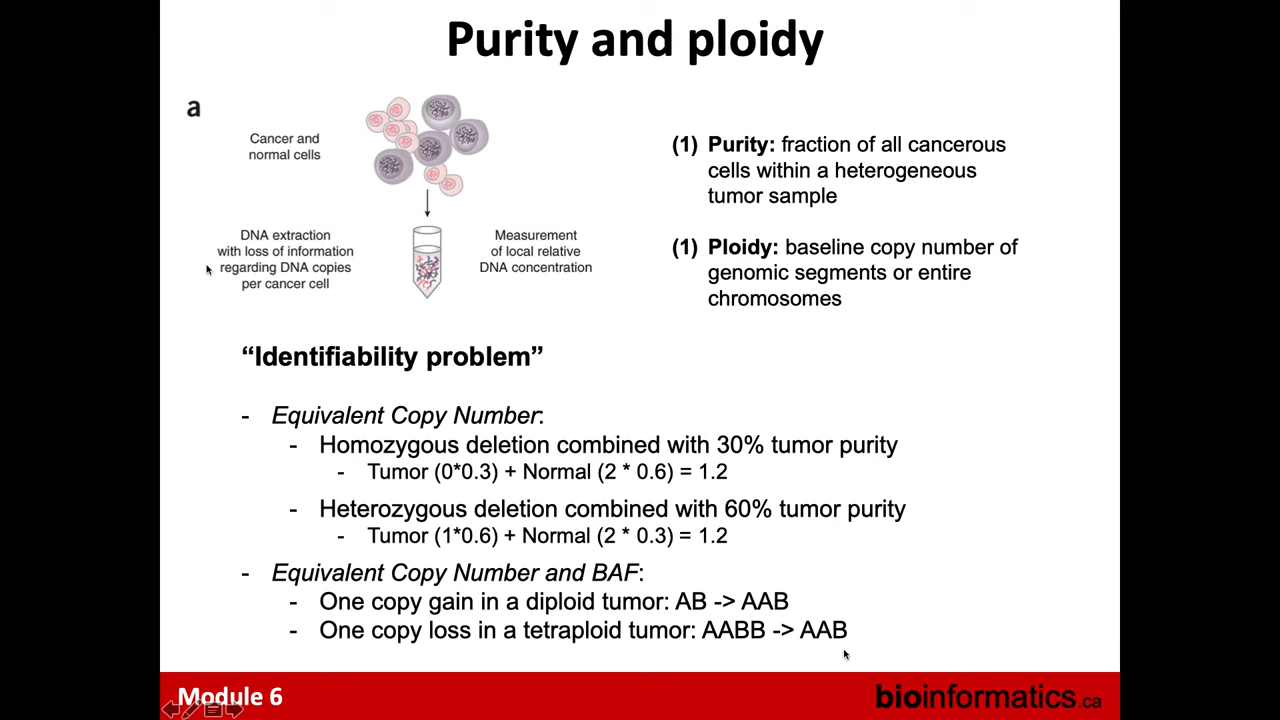 Purity and ploidy
a
Cancer and
normal cells
DNA extraction
with loss of information
regarding DNA copies
per cancer cell
Measurement
of local relative
DNA concentration
(1) Purity: fraction of all cancerous
cells within a heterogeneous
tumor sample
(1) Ploidy: baseline copy number of
genomic segments or entire
chromosomes
“Identifiability problem”
- Equivalent Copy Number:
- Homozygous deletion combined with 30% tumor purity
- Tumor (0*0.3) + Normal (2 * 0.6) = 1.2
- Heterozygous deletion combined with 60% tumor purity
- Tumor (1*0.6) + Normal (2 * 0.3) = 1.2
- Equivalent Copy Number and BAF:
- One copy gain in a diploid tumor: AB -> AAB
- One copy loss in a tetraploid tumor: AABB -> AAB
Module 6
bioinformatics.ca